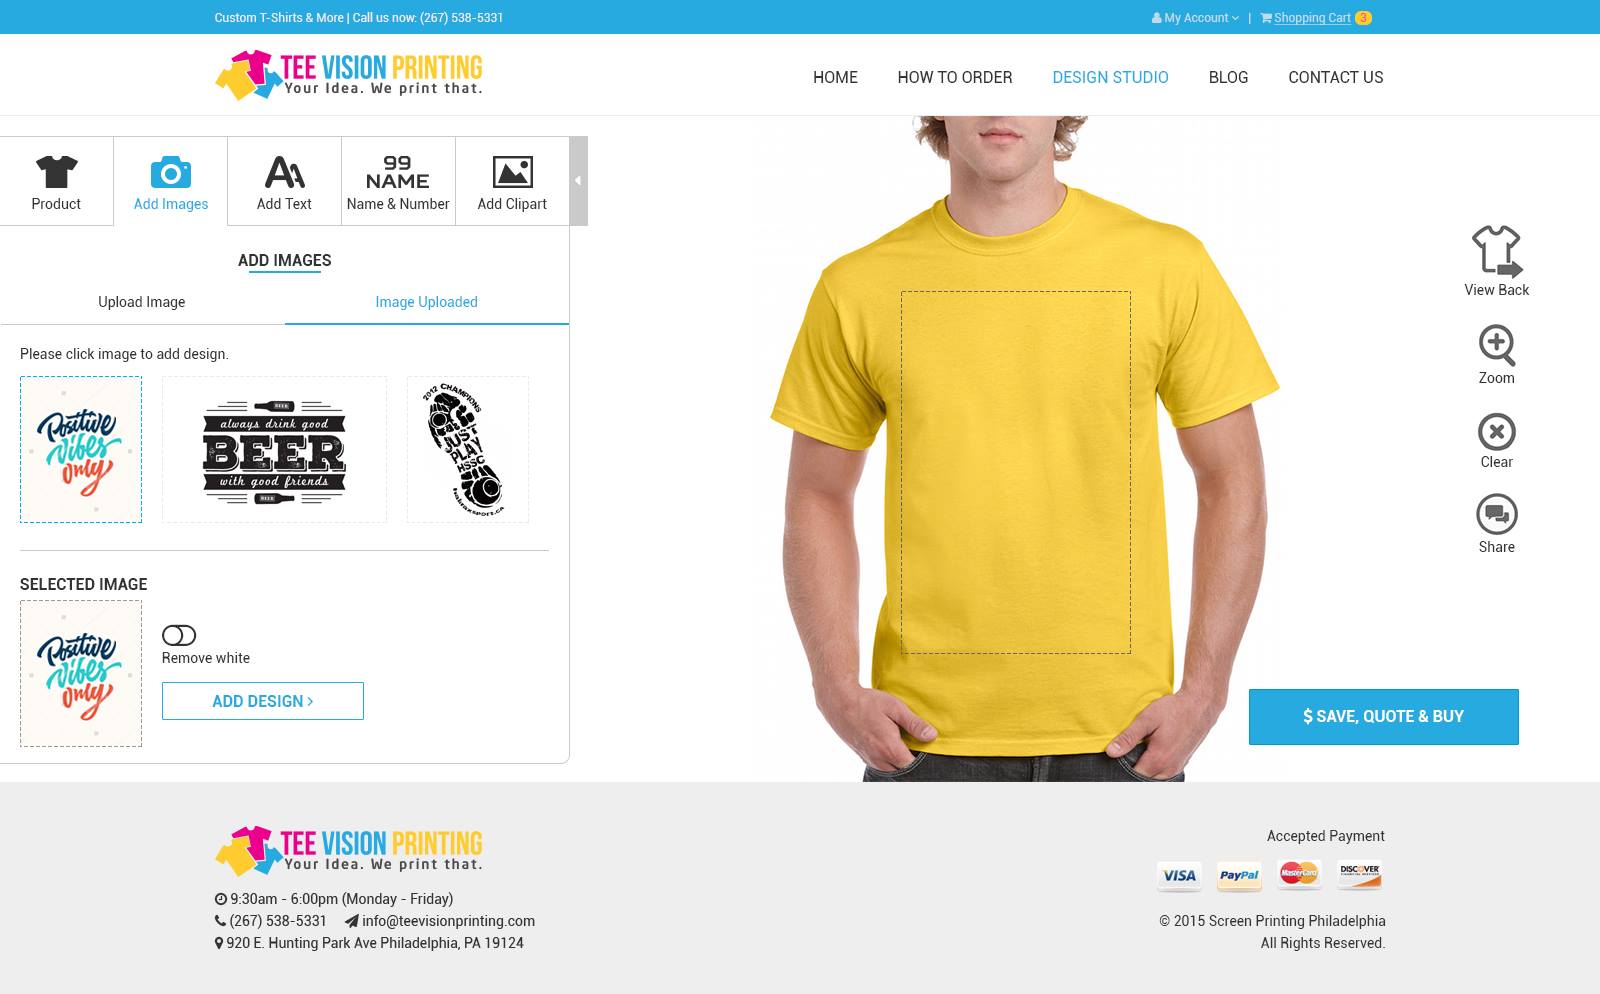 Custom T-Shirts & More | Call us now: (267) 538-5331
My Account | Shopping Cart 3
TEE VISION PRINTING
Your Idea. We print that.
HOME HOW TO ORDER DESIGN STUDIO BLOG CONTACT US
99
NAME
Product Add Images Add Text Name & Number Add Clipart
ADD IMAGES
Upload Image Image Uploaded
Please click image to add design.
Positive
vibes
only
always drink good
BEER
with good friends
BEER
2012 CHAMPIONS
HSSC
SELECTED IMAGE
Positive
vibes
only
Remove white
ADD DESIGN >
View Back
Zoom
Clear
Share
$ SAVE, QUOTE & BUY
TEE VISION PRINTING
Your Idea. We print that.
9:30am - 6:00pm (Monday - Friday)
(267) 538-5331 info@teevisionprinting.com
920 E. Hunting Park Ave Philadelphia, PA 19124
Accepted Payment
VISA PayPal MasterCard DISCOVER
© 2015 Screen Printing Philadelphia
All Rights Reserved.